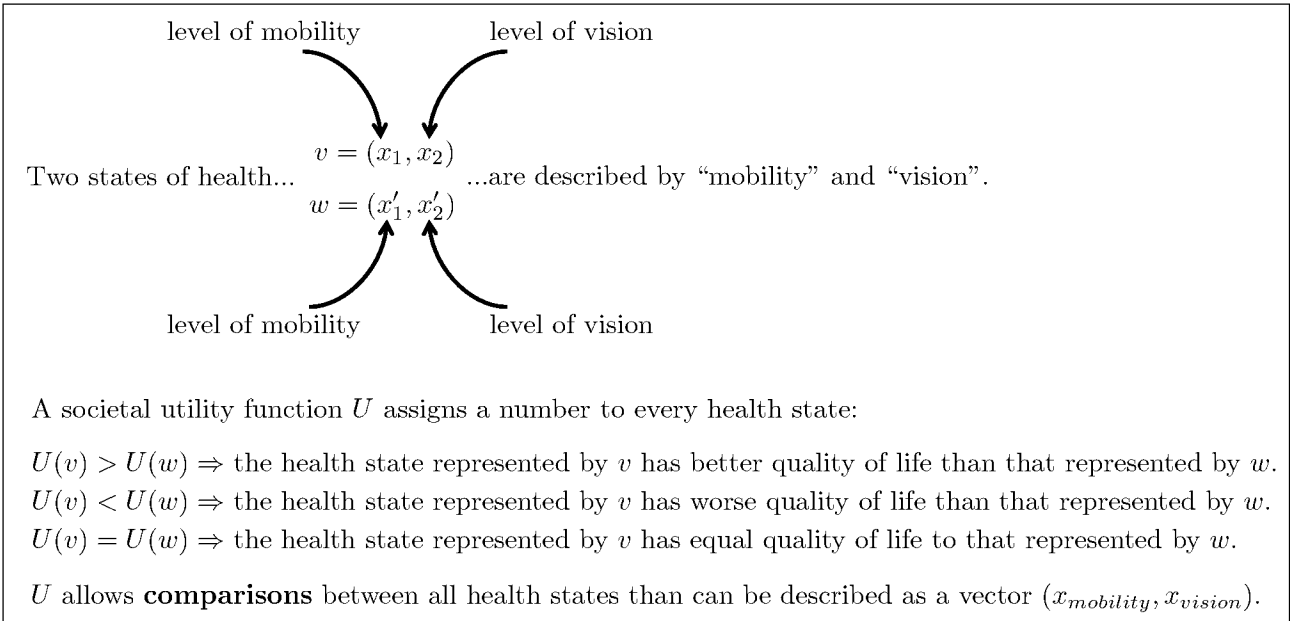 level of mobility level of vision
v = (x₁, x₂)
Two states of health... ...are described by “mobility” and “vision”.
w = (x′₁, x′₂)
level of mobility level of vision
A societal utility function U assigns a number to every health state:
U(v) > U(w) ⇒ the health state represented by v has better quality of life than that represented by w.
U(v) < U(w) ⇒ the health state represented by v has worse quality of life than that represented by w.
U(v) = U(w) ⇒ the health state represented by v has equal quality of life to that represented by w.
U allows comparisons between all health states than can be described as a vector (x_mobility, x_vision).